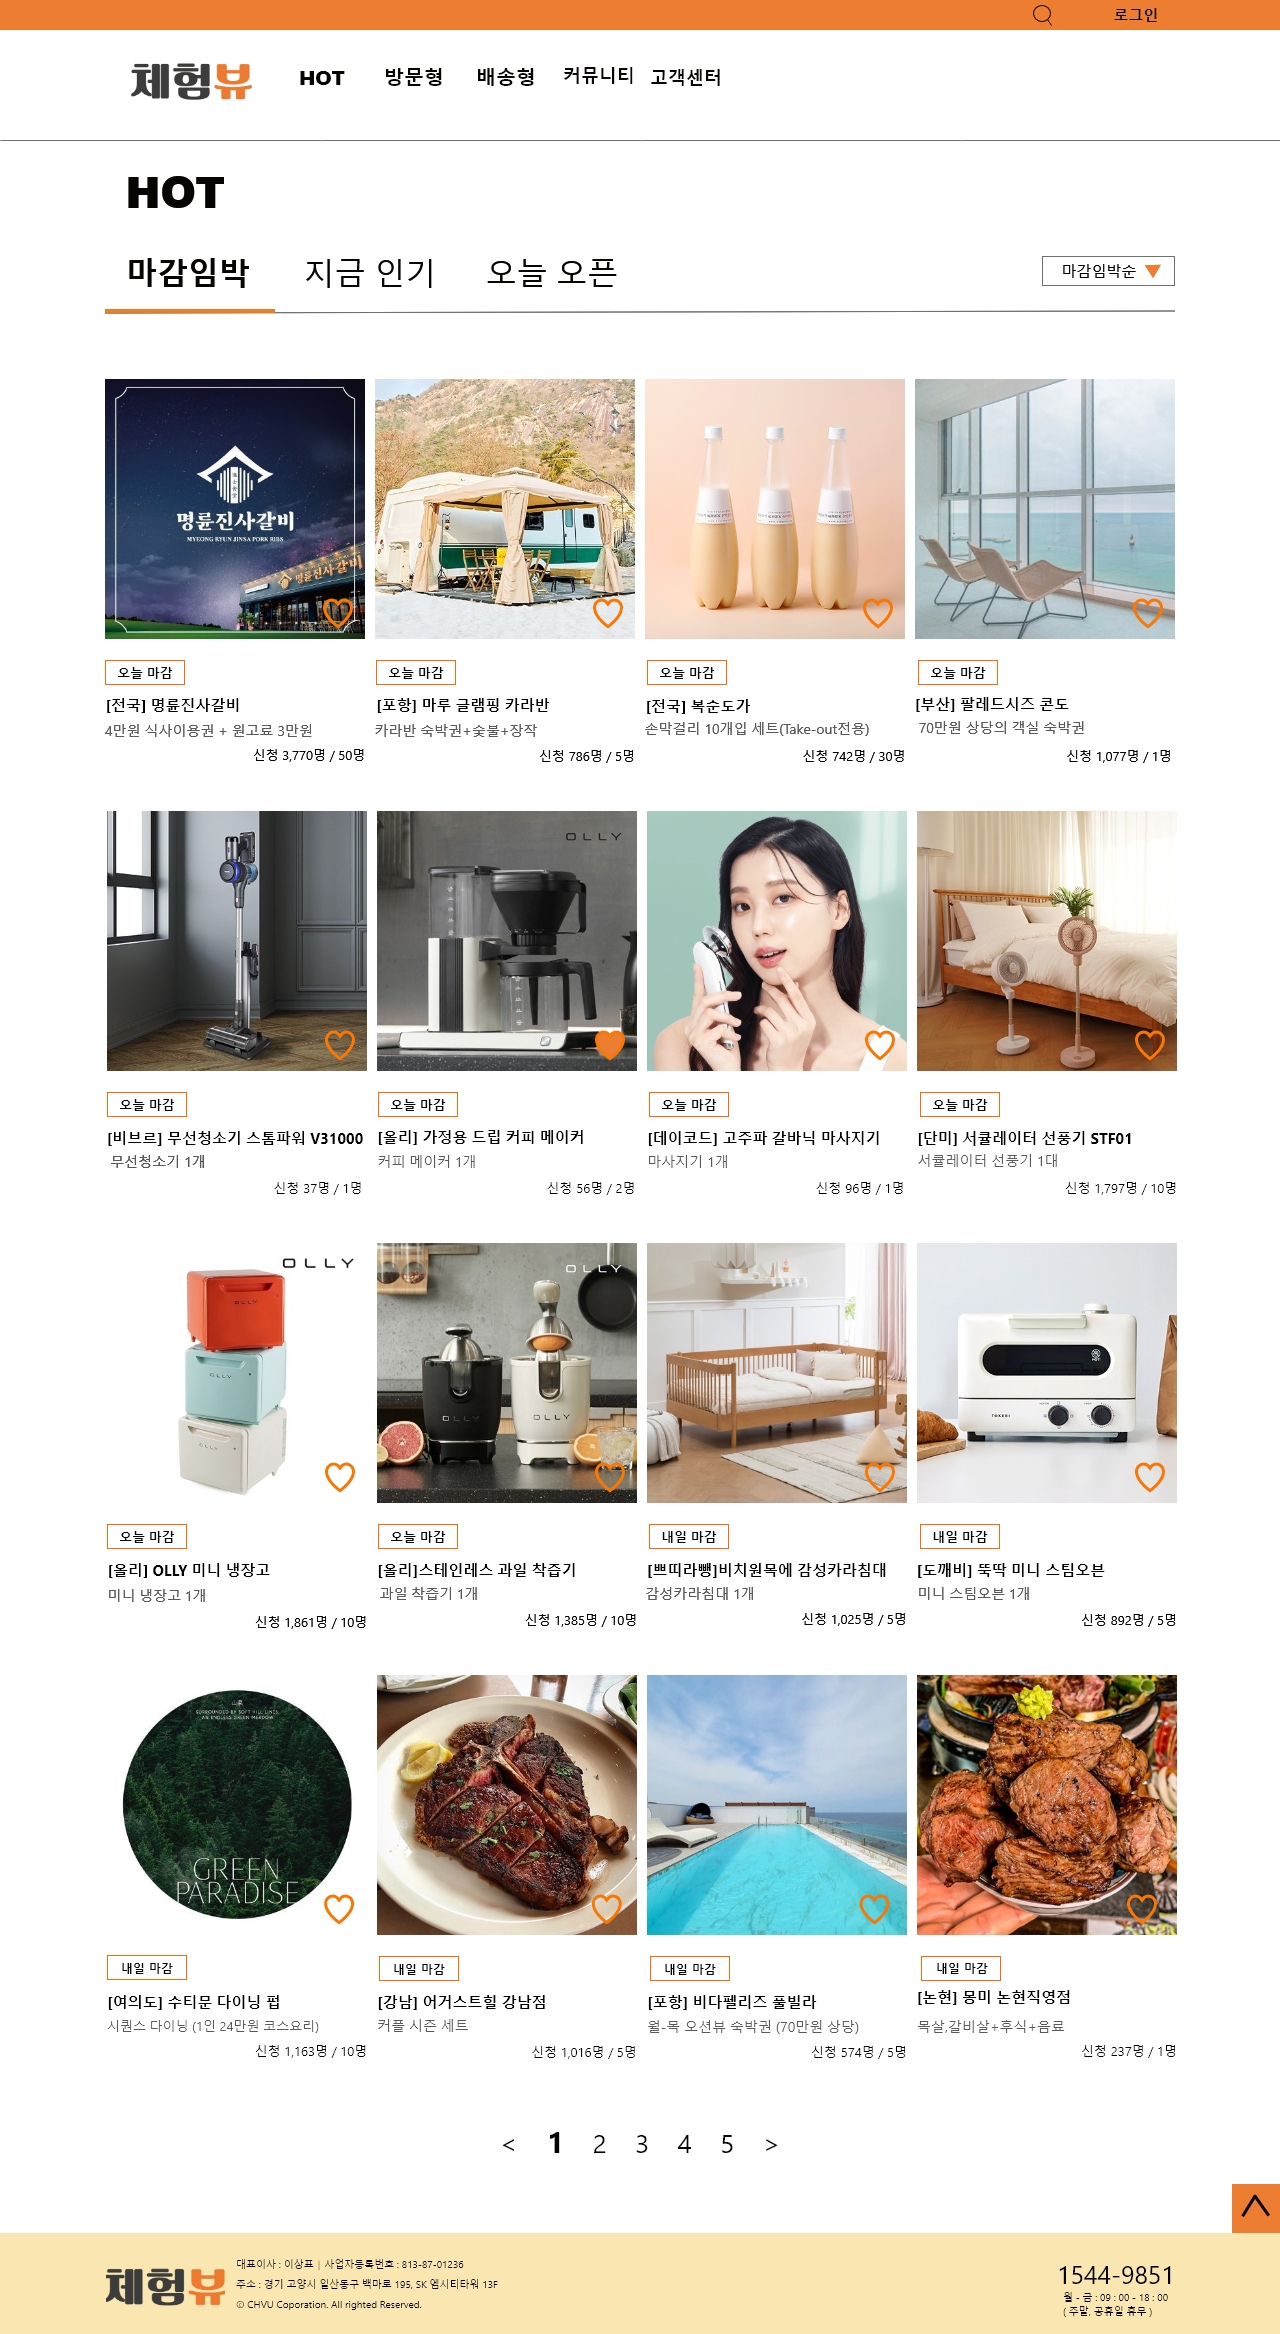 로그인
체험뷰
HOT 방문형 배송형 커뮤니티 고객센터
HOT
마감임박 지금 인기 오늘 오픈
마감임박순 ▼
명륜진사갈비
MYEONG RYUN JINSA PORK RIBS
명륜진사갈비
오늘 마감
[전국] 명륜진사갈비
4만원 식사이용권 + 원고료 3만원
신청 3,770명 / 50명
오늘 마감
[포항] 마루 글램핑 카라반
카라반 숙박권+숯불+장작
신청 786명 / 5명
오늘 마감
[전국] 복순도가
손막걸리 10개입 세트(Take-out전용)
신청 742명 / 30명
오늘 마감
[부산] 팔레드시즈 콘도
70만원 상당의 객실 숙박권
신청 1,077명 / 1명
오늘 마감
[비브르] 무선청소기 스톰파워 V31000
무선청소기 1개
신청 37명 / 1명
OLLY
오늘 마감
[올리] 가정용 드립 커피 메이커
커피 메이커 1개
신청 56명 / 2명
오늘 마감
[데이코드] 고주파 갈바닉 마사지기
마사지기 1개
신청 96명 / 1명
오늘 마감
[단미] 서큘레이터 선풍기 STF01
서큘레이터 선풍기 1대
신청 1,797명 / 10명
OLLY
OLLY
OLLY
OLLY
오늘 마감
[올리] OLLY 미니 냉장고
미니 냉장고 1개
신청 1,861명 / 10명
OLLY
OLLY
OLLY
오늘 마감
[올리]스테인레스 과일 착즙기
과일 착즙기 1개
신청 1,385명 / 10명
내일 마감
[쁘띠라뺑]비치원목에 감성카라침대
감성카라침대 1개
신청 1,025명 / 5명
TOKEBI
내일 마감
[도깨비] 뚝딱 미니 스팀오븐
미니 스팀오븐 1개
신청 892명 / 5명
SURROUNDED BY SOFT HILL LINES,
AN ENDLESS GREEN MEADOW
GREEN
PARADISE
내일 마감
[여의도] 수티문 다이닝 펍
시퀀스 다이닝 (1인 24만원 코스요리)
신청 1,163명 / 10명
내일 마감
[강남] 어거스트힐 강남점
커플 시즌 세트
신청 1,016명 / 5명
내일 마감
[포항] 비다펠리즈 풀빌라
월-목 오션뷰 숙박권 (70만원 상당)
신청 574명 / 5명
내일 마감
[논현] 몽미 논현직영점
목살,갈비살+후식+음료
신청 237명 / 1명
< 1 2 3 4 5 >
체험뷰
대표이사 : 이상표 | 사업자등록번호 : 813-87-01236
주소 : 경기 고양시 일산동구 백마로 195, SK 엠시티타워 13F
© CHVU Coporation. All righted Reserved.
1544-9851
월 - 금 : 09 : 00 - 18 : 00
( 주말, 공휴일 휴무 )